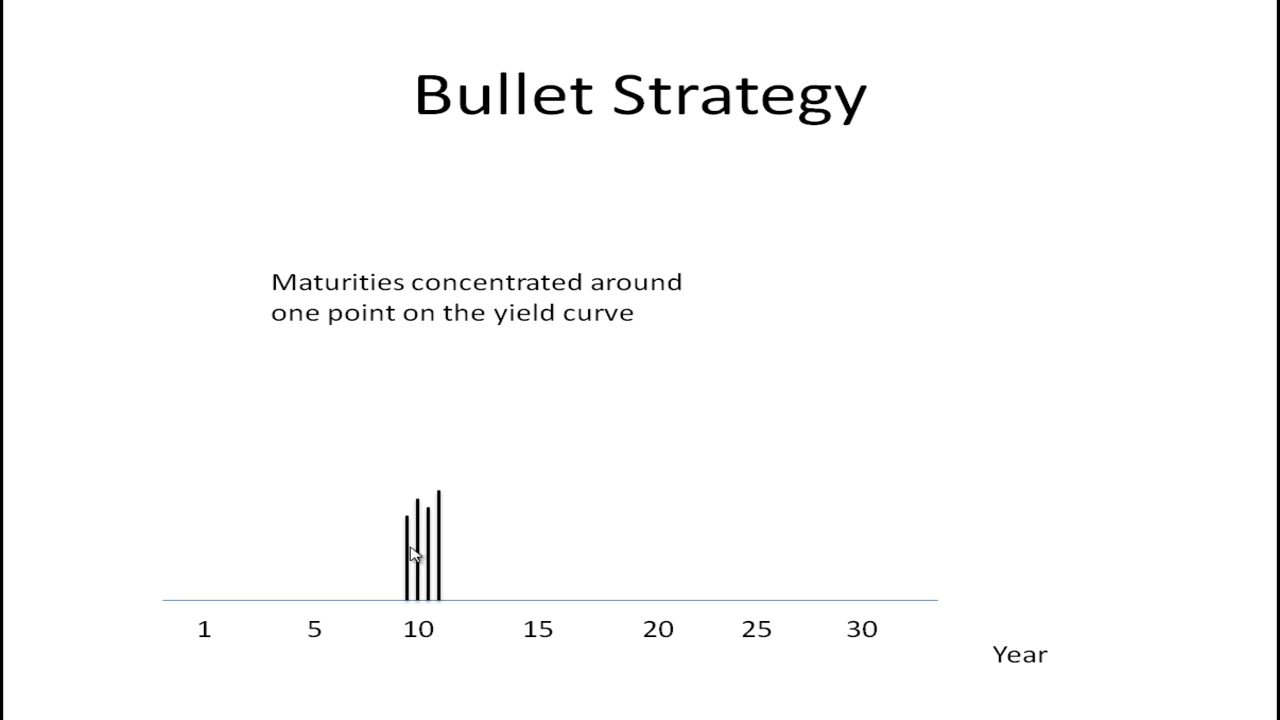 Bullet Strategy
Maturities concentrated around
one point on the yield curve
1 5 10 15 20 25 30
Year